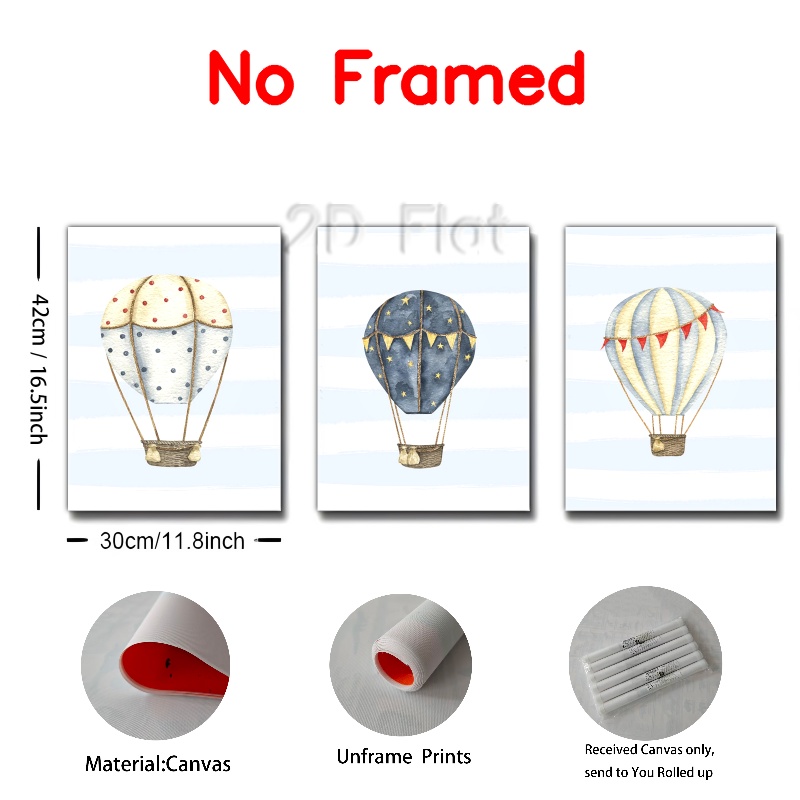 No Framed
2D Flat
42cm / 16.5inch
30cm/11.8inch
Material:Canvas
Unframe Prints
Received Canvas only,
send to You Rolled up